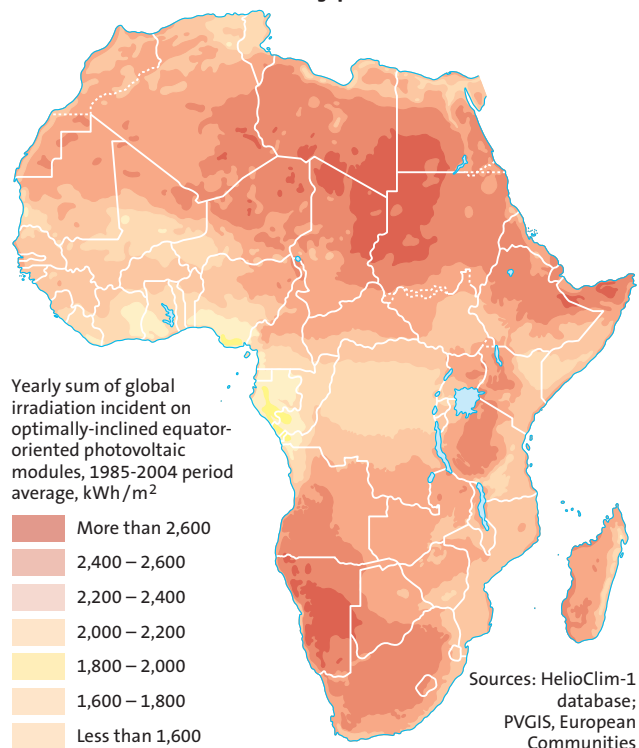 Yearly sum of global
irradiation incident on
optimally-inclined equator-
oriented photovoltaic
modules, 1985-2004 period
average, kWh/m²
More than 2,600
2,400 – 2,600
2,200 – 2,400
2,000 – 2,200
1,800 – 2,000
1,600 – 1,800
Less than 1,600
Sources: HelioClim-1
database;
PVGIS, European
Communities